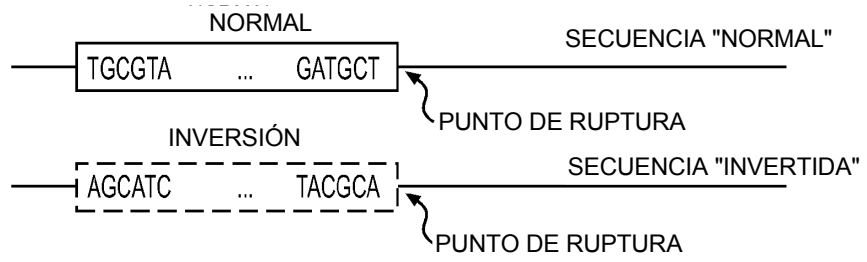 NORMAL
SECUENCIA "NORMAL"
TGCGTA ... GATGCT
PUNTO DE RUPTURA
INVERSIÓN
SECUENCIA "INVERTIDA"
AGCATC ... TACGCA
PUNTO DE RUPTURA